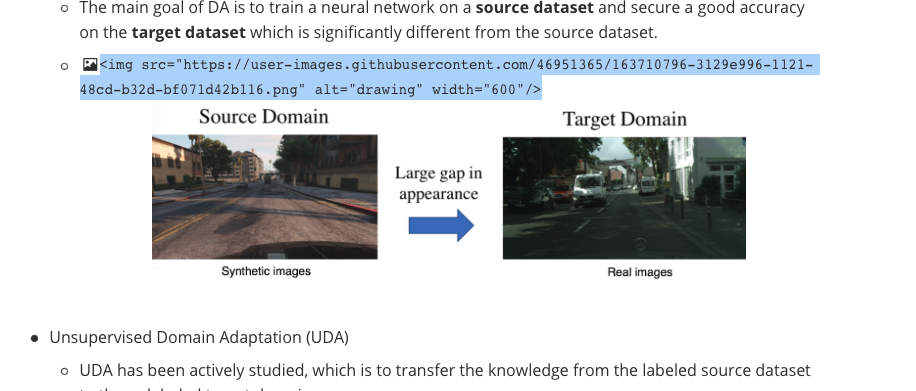 The main goal of DA is to train a neural network on a source dataset and secure a good accuracy
on the target dataset which is significantly different from the source dataset.
<img src="https://user-images.githubusercontent.com/46951365/163710796-3129e996-1121-
48cd-b32d-bf071d42b116.png" alt="drawing" width="600"/>
Source Domain
Target Domain
Large gap in
appearance
Synthetic images
Real images
Unsupervised Domain Adaptation (UDA)
UDA has been actively studied, which is to transfer the knowledge from the labeled source dataset